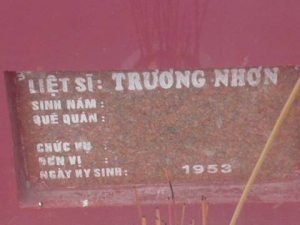 LIỆT SĨ: TRƯƠNG NHƠN
SINH NĂM:
QUÊ QUÁN:
CHỨC VỤ :
ĐƠN VỊ :
NGÀY HY SINH: 1953